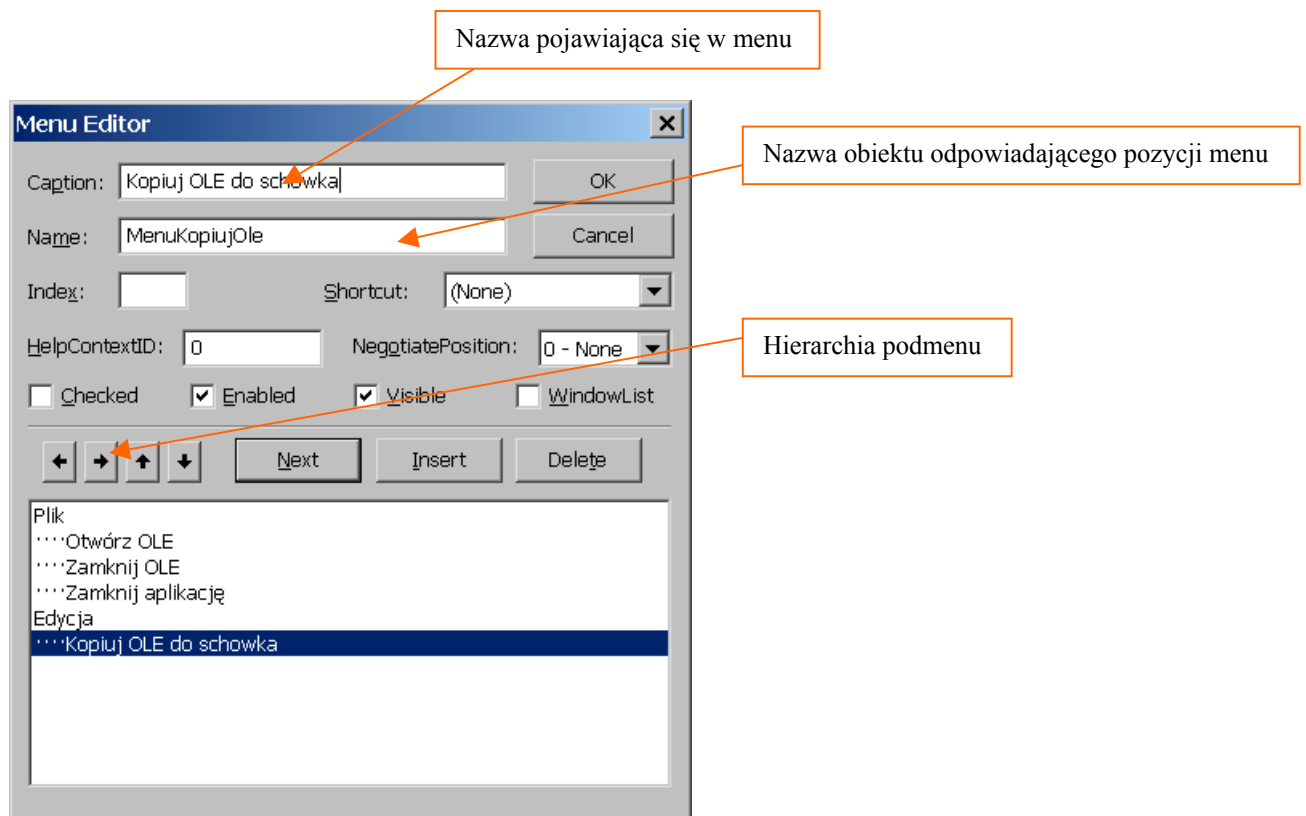 Nazwa pojawiająca się w menu
Menu Editor
Nazwa obiektu odpowiadającego pozycji menu
Caption: Kopiuj OLE do schowka OK
Name: MenuKopiujOle Cancel
Index: Shortcut: (None)
HelpContextID: 0 NegotiatePosition: 0 - None
Hierarchia podmenu
Checked Enabled Visible WindowList
Next Insert Delete
Plik
····Otwórz OLE
····Zamknij OLE
····Zamknij aplikację
Edycja
····Kopiuj OLE do schowka